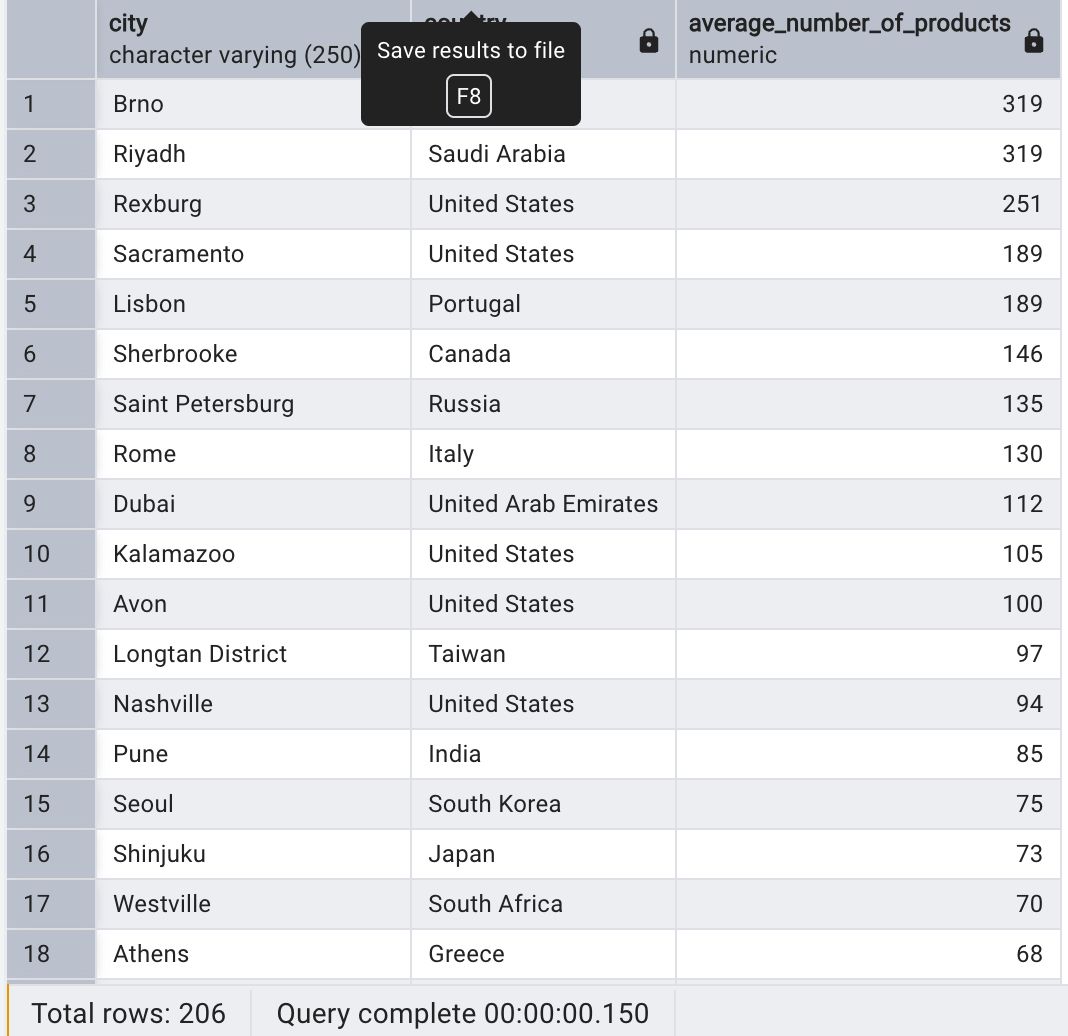 city country average_number_of_products
character varying (250) numeric
Save results to file
F8
1 Brno 319
2 Riyadh Saudi Arabia 319
3 Rexburg United States 251
4 Sacramento United States 189
5 Lisbon Portugal 189
6 Sherbrooke Canada 146
7 Saint Petersburg Russia 135
8 Rome Italy 130
9 Dubai United Arab Emirates 112
10 Kalamazoo United States 105
11 Avon United States 100
12 Longtan District Taiwan 97
13 Nashville United States 94
14 Pune India 85
15 Seoul South Korea 75
16 Shinjuku Japan 73
17 Westville South Africa 70
18 Athens Greece 68
Total rows: 206 Query complete 00:00:00.150